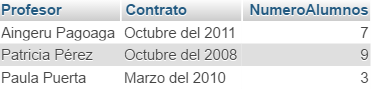 Profesor Contrato NumeroAlumnos
Aingeru Pagoaga Octubre del 2011 7
Patricia Pérez Octubre del 2008 9
Paula Puerta Marzo del 2010 3